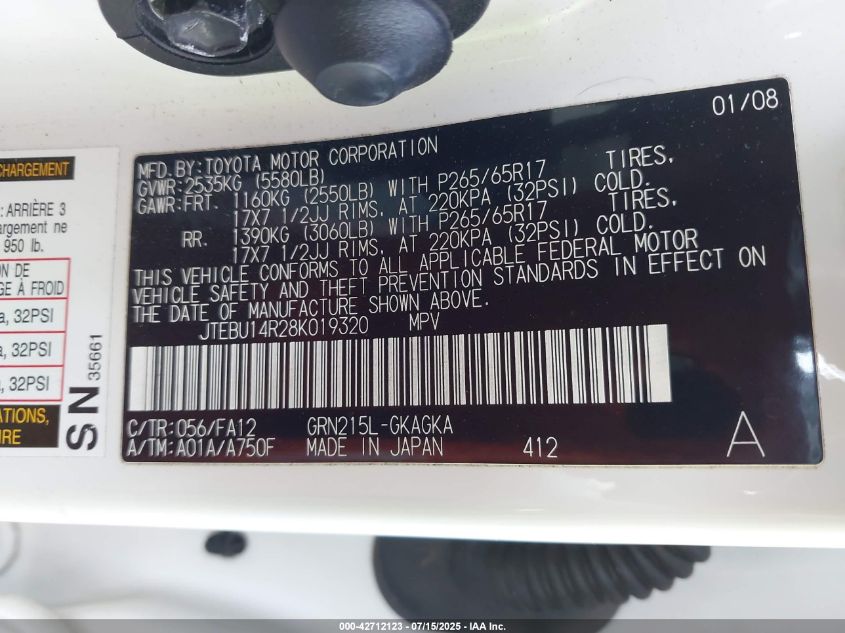 CHARGEMENT
: ARRIÈRE 3
argement ne
950 lb.
ION DE
GE À FROID
a, 32PSI
a, 32PSI
a, 32PSI
ATIONS,
URE
SN 35661
01/08
MFD.BY:TOYOTA MOTOR CORPORATION
GVWR:2535KG (5580LB)
GAWR:FRT. 1160KG (2550LB) WITH P265/65R17 TIRES,
17X7 1/2JJ RIMS, AT 220KPA (32PSI) COLD.
RR. 1390KG (3060LB) WITH P265/65R17 TIRES,
17X7 1/2JJ RIMS, AT 220KPA (32PSI) COLD.
THIS VEHICLE CONFORMS TO ALL APPLICABLE FEDERAL MOTOR
VEHICLE SAFETY AND THEFT PREVENTION STANDARDS IN EFFECT ON
THE DATE OF MANUFACTURE SHOWN ABOVE.
JTEBU14R28K019320 MPV
C/TR:056/FA12 GRN215L-GKAGKA
A/TM:A01A/A750F MADE IN JAPAN 412 A
000-42712123 - 07/15/2025 - IAA Inc.